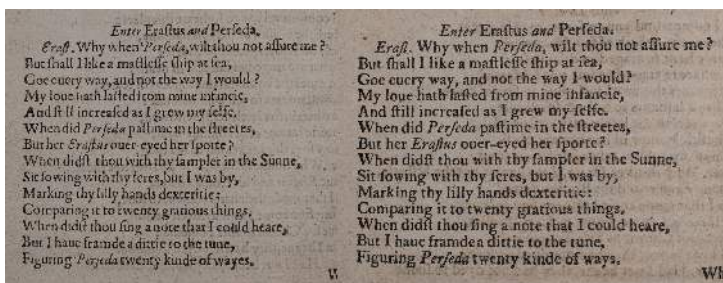 Enter Eraſtus and Perſeda.
Eraſt. Why when Perſeda, wilt thou not aſſure me?
But ſhall I like a maſtleſſe ſhip at ſea,
Goe euery way, and not the way I would?
My loue hath laſted from mine infancie,
And ſtill increaſed as I grew my ſelfe.
When did Perſeda paſtime in the ſtreetes,
But her Eraſtus ouer-eyed her ſporte?
When didſt thou with thy ſampler in the Sunne,
Sit ſowing with thy feres, but I was by,
Marking thy lilly hands dexteritie:
Comparing it to twenty gratious things,
When didſt thou ſing a note that I could heare,
But I haue framde a dittie to the tune,
Figuring Perſeda twenty kinde of wayes.
W
Enter Eraſtus and Perſeda.
Eraſt. Why when Perſeda, wilt thou not aſſure me?
But ſhall I like a maſtleſſe ſhip at ſea,
Goe euery way, and not the way I would?
My loue hath laſted from mine infancie,
And ſtill increaſed as I grew my ſelfe.
When did Perſeda paſtime in the ſtreetes,
But her Eraſtus ouer-eyed her ſporte?
When didſt thou with thy ſampler in the Sunne,
Sit ſowing with thy feres, but I was by,
Marking thy lilly hands dexteritie:
Comparing it to twenty gratious things,
When didſt thou ſing a note that I could heare,
But I haue framde a dittie to the tune,
Figuring Perſeda twenty kinde of ways.
Wh